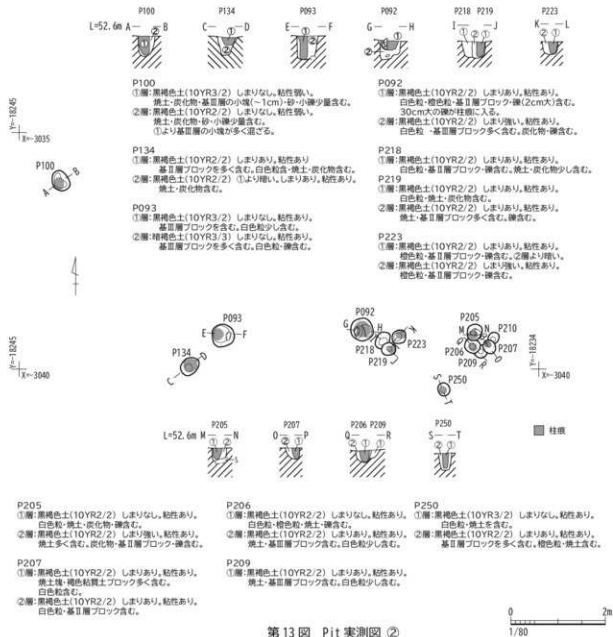 P100 P134 P093 P092 P218 P219 P223
L=52.6m A— ② —B C— ① —D E— ① —F G— ① —H I— —J K— —L
① ② ② ② ① ② ① ② ①
P100
①層:黒褐色土(10YR3/2) しまりなし。粘性弱い。
焼土・炭化物・基Ⅲ層の小塊(~1cm)・砂・小礫少量含む。
②層:黒褐色土(10YR2/2) しまりなし。粘性弱い。
焼土・炭化物・砂・小礫少量含む。
①より基Ⅲ層の小塊が多く混ざる。
P134
①層:黒褐色土(10YR2/2) しまりあり。粘性あり
基Ⅱ層ブロックを多く含む。白色粒含・焼土・炭化物含む。
②層:黒褐色土(10YR2/2) ①より暗い。しまりあり。粘性あり。
焼土・炭化物含む。
P093
①層:黒褐色土(10YR3/2) しまりなし。粘性あり。
基Ⅲ層ブロックを含む。白色粒少し含む。
②層:暗褐色土(10YR3/3) しまりなし。粘性あり。
基Ⅲ層ブロックを多く含む。白色粒・礫含む。
P092
①層:黒褐色土(10YR2/2) しまりあり。粘性あり。
白色粒・橙色粒・基Ⅱ層ブロック・礫(2cm大)含む。
30cm大の礫が柱痕に入る。
②層:黒褐色土(10YR2/2) しまり強い。粘性あり。
白色粒・基Ⅱ層ブロック多く含む。炭化物・礫含む。
P218
①層:黒褐色土(10YR2/2) しまりあり。粘性あり。
白色粒・基Ⅱ層ブロック・礫含む。焼土・炭化物少し含む。
P219
①層:黒褐色土(10YR2/2) しまりあり。粘性あり。
白色粒・焼土・炭化物含む。
②層:黒褐色土(10YR2/2) しまりあり。粘性あり。
焼土・基Ⅱ層ブロック多く含む。礫含む。
P223
①層:黒褐色土(10YR2/2) しまりあり。粘性あり。
橙色粒・基Ⅱ層ブロック・礫含む。②層より暗い。
②層:黒褐色土(10YR2/2) しまり強い。粘性あり。
橙色粒・基Ⅱ層ブロック含む。
Y=-18245
X=-3035
P100
A B
P093
E— —F
P134
C D
P092
G H
P218 P223
P219
P205
M N P210
P206 P207
P209
P250
S T
Y=-18245
X=-3040
Y=-18234
X=-3040
柱痕
P205 P207 P206 P209 P250
L=52.6m M— —N O— —P Q— —R S— —T
① ② ② ① ② ① ① ② ①
S
P205
①層:黒褐色土(10YR2/2) しまりなし。粘性あり。
白色粒・焼土・炭化物・礫含む。
②層:黒褐色土(10YR2/2) しまり強い。粘性あり。
焼土多く含む。炭化物・基Ⅱ層ブロック・礫含む。
P207
①層:黒褐色土(10YR2/2) しまりあり。粘性あり。
焼土塊・褐色粘質土ブロック多く含む。
白色粒含む。
②層:黒褐色土(10YR2/2) しまりあり。粘性あり。
白色粒・基Ⅱ層ブロック含む。
P206
①層:黒褐色土(10YR2/2) しまりなし。粘性あり。
白色粒・橙色粒・焼土・礫含む。
②層:黒褐色土(10YR2/2) しまりあり。粘性あり。
焼土・基Ⅲ層ブロック含む。白色粒少し含む。
P209
①層:黒褐色土(10YR2/2) しまりあり。粘性あり。
焼土・基Ⅲ層ブロック含む。白色粒少し含む。
P250
①層:黒褐色土(10YR3/2) しまりなし。粘性あり。
白色粒・焼土を含む。
②層:黒褐色土(10YR2/2) しまりあり。粘性あり。
基Ⅱ層ブロックを多く含む。橙色粒・焼土含む。
第13図 Pit実測図 ②
0 2m
1/80